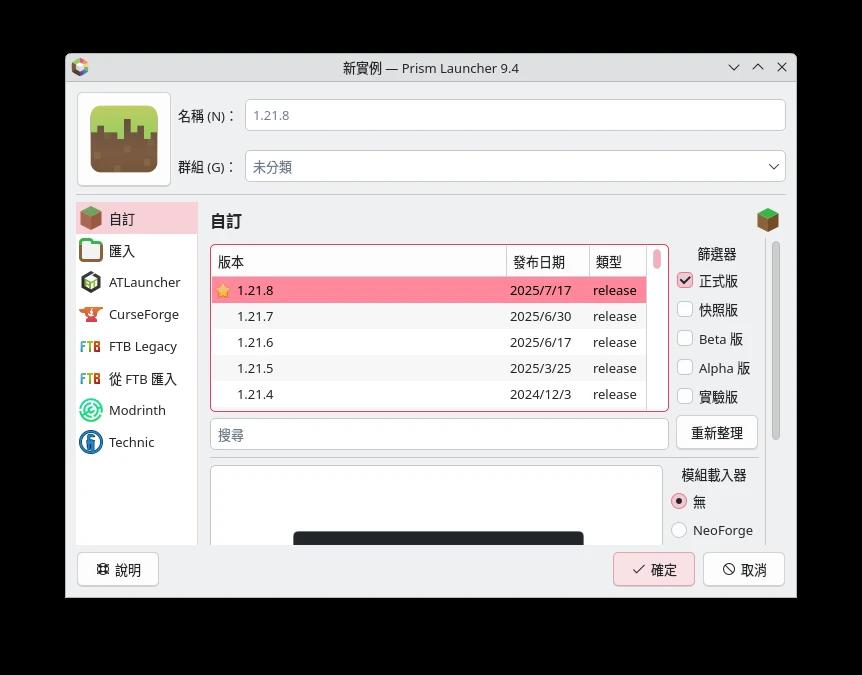 新實例 — Prism Launcher 9.4
名稱 (N)：
1.21.8
群組 (G)：
未分類
自訂
匯入
ATLauncher
CurseForge
FTB Legacy
從 FTB 匯入
Modrinth
Technic
自訂
版本 發布日期 類型
1.21.8 2025/7/17 release
1.21.7 2025/6/30 release
1.21.6 2025/6/17 release
1.21.5 2025/3/25 release
1.21.4 2024/12/3 release
搜尋
篩選器
正式版
快照版
Beta 版
Alpha 版
實驗版
重新整理
模組載入器
無
NeoForge
說明
確定
取消